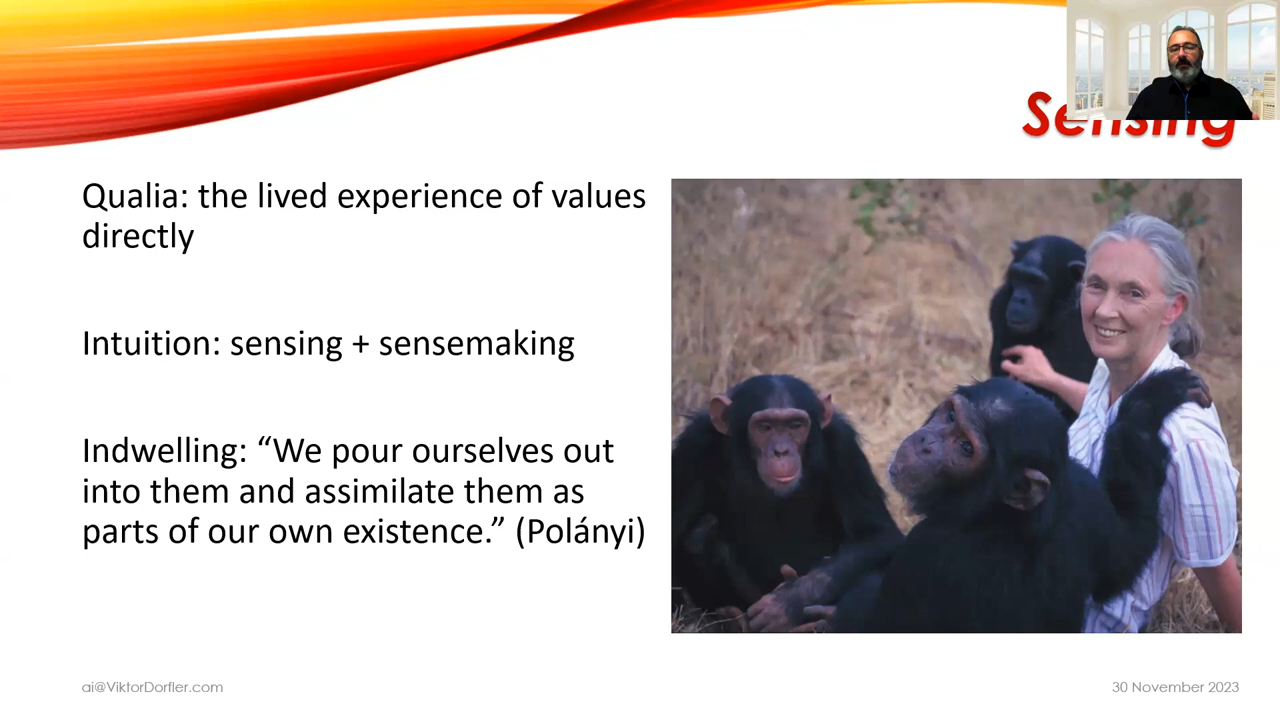 Sensing
Qualia: the lived experience of values
directly
Intuition: sensing + sensemaking
Indwelling: “We pour ourselves out
into them and assimilate them as
parts of our own existence.” (Polányi)
ai@ViktorDorfler.com
30 November 2023